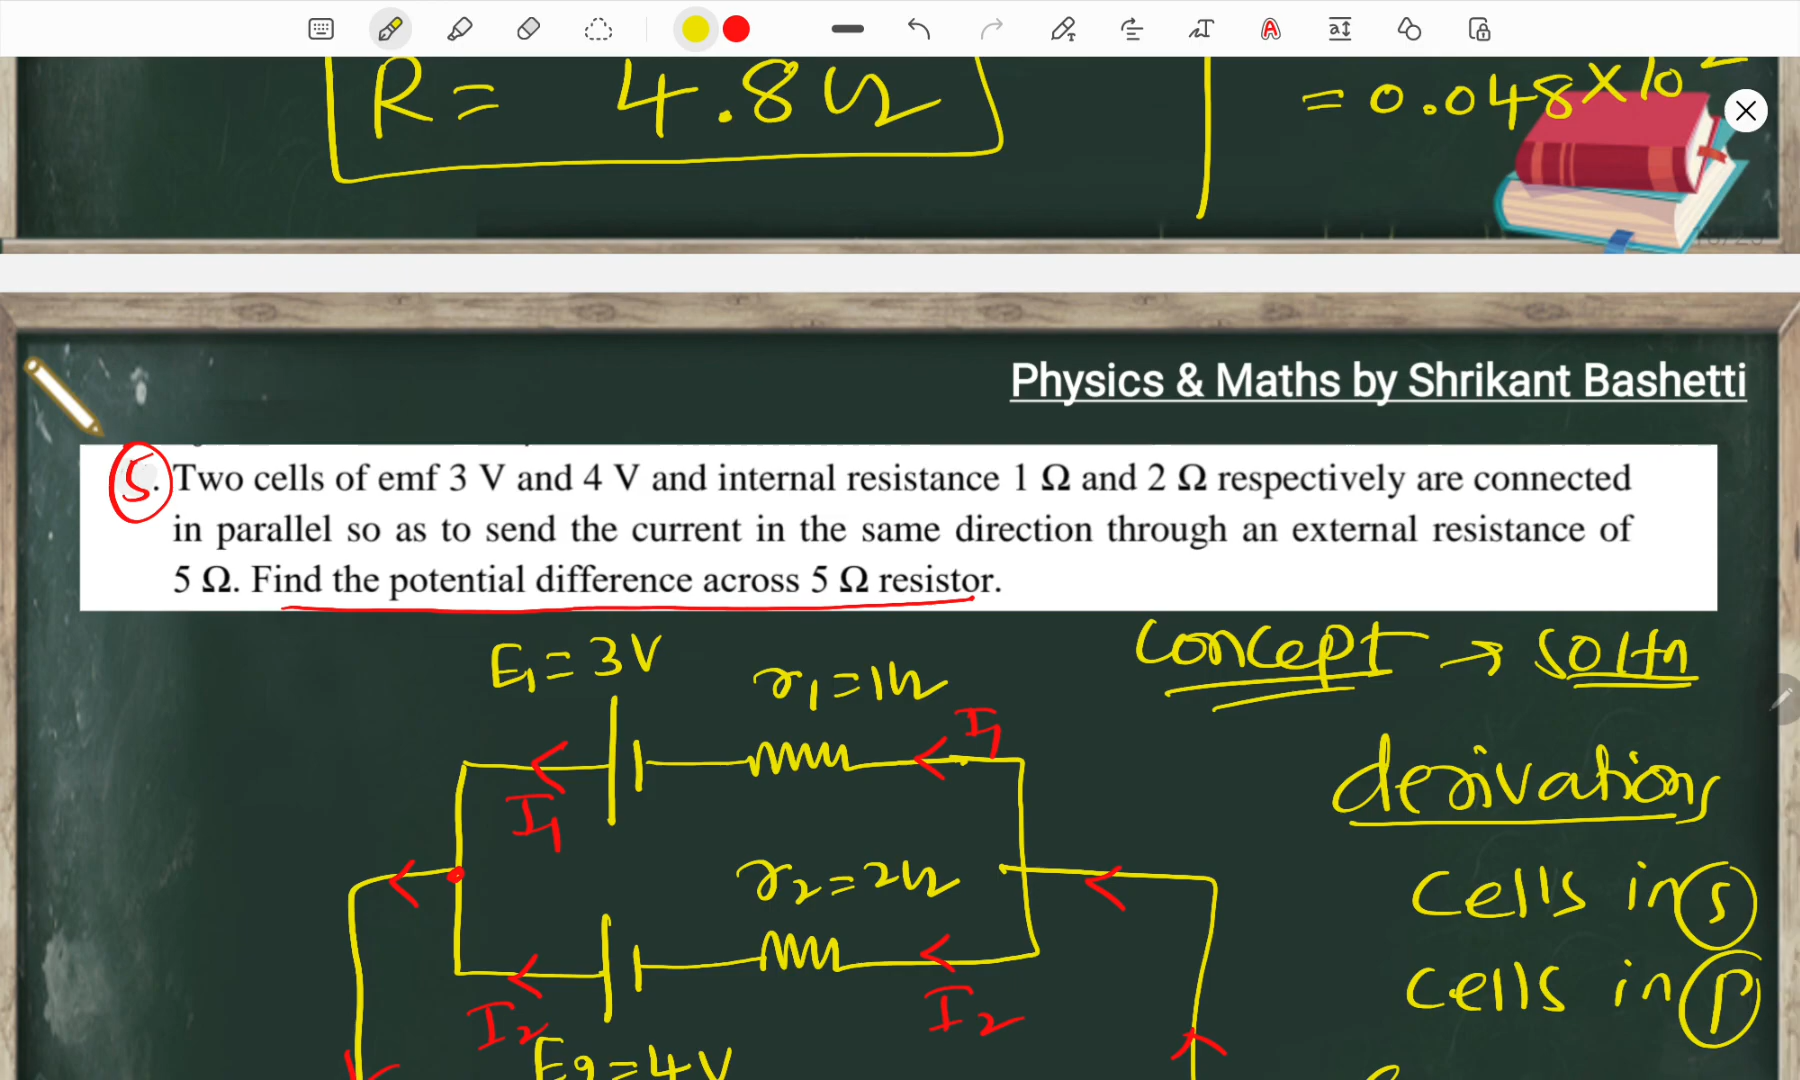 R = 4.8Ω
= 0.048×10
Physics & Maths by Shrikant Bashetti
5. Two cells of emf 3 V and 4 V and internal resistance 1 Ω and 2 Ω respectively are connected
in parallel so as to send the current in the same direction through an external resistance of
5 Ω. Find the potential difference across 5 Ω resistor.
E₁ = 3V
r₁ = 1Ω
concept → soltn
I₁
derivations
I₁
r₂ = 2Ω
cells in S
cells in P
I₂
I₂
E₂ = 4V